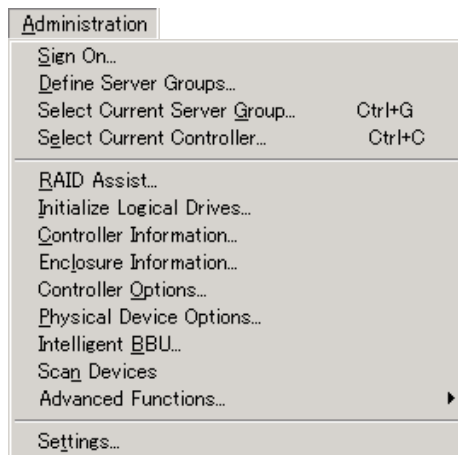 Administration
Sign On...
Define Server Groups...
Select Current Server Group... Ctrl+G
Select Current Controller... Ctrl+C
RAID Assist...
Initialize Logical Drives...
Controller Information...
Enclosure Information...
Controller Options...
Physical Device Options...
Intelligent BBU...
Scan Devices
Advanced Functions...
Settings...